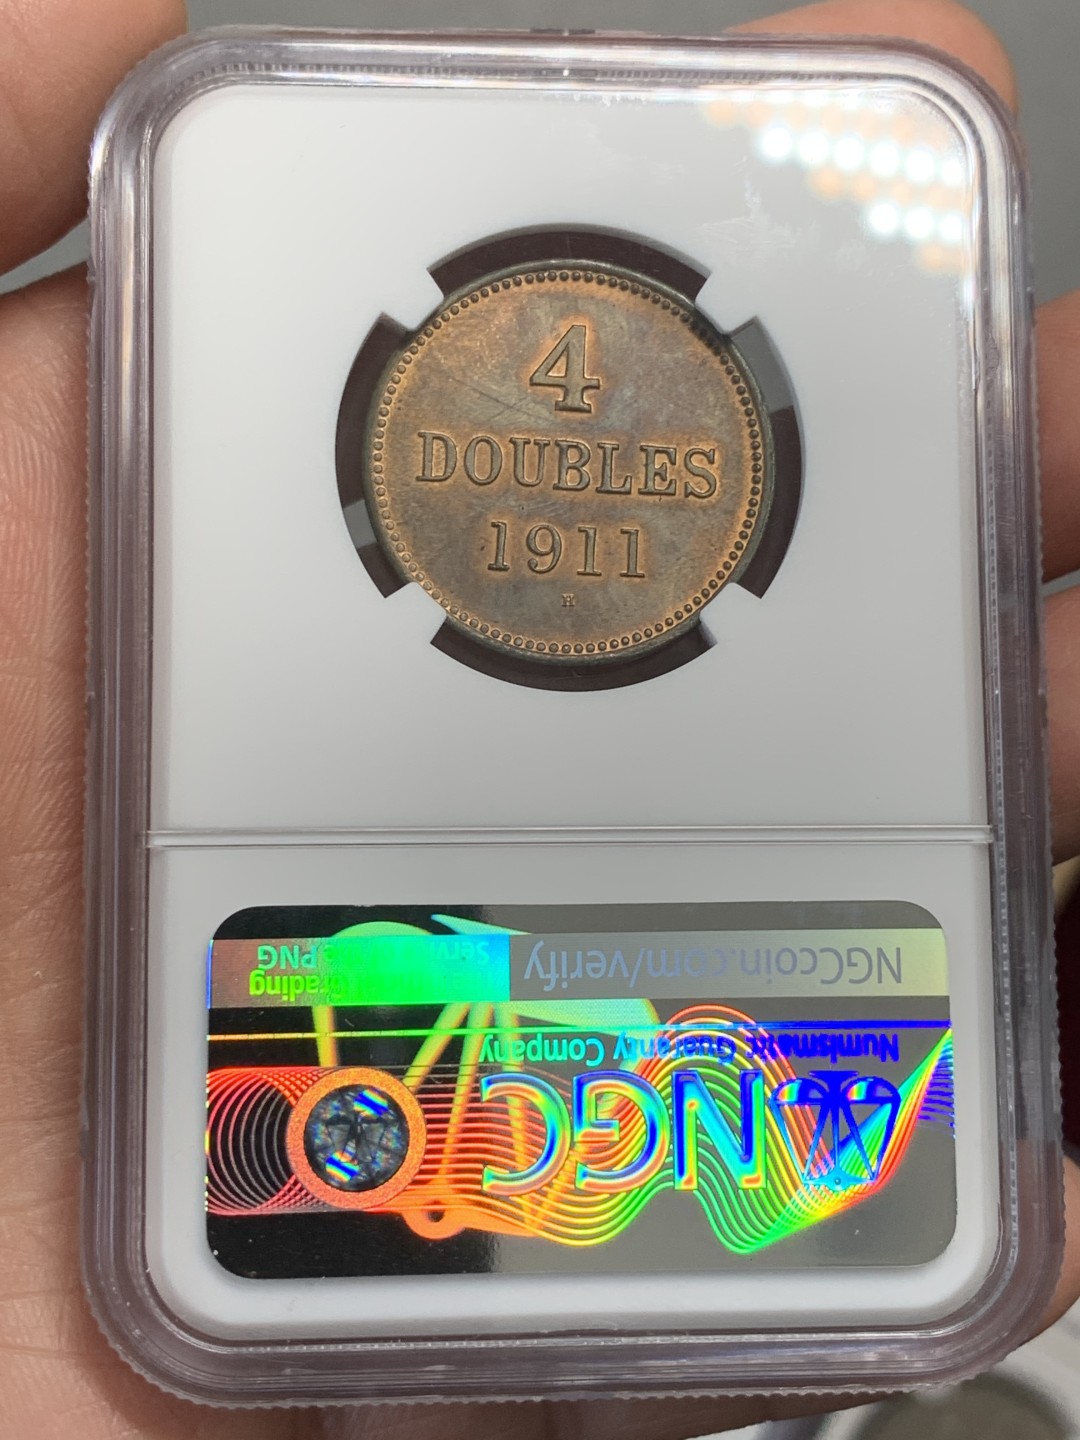 4
DOUBLES
1911
H
NGCcoin.com/verify
Numismatic Guaranty Company
NGC